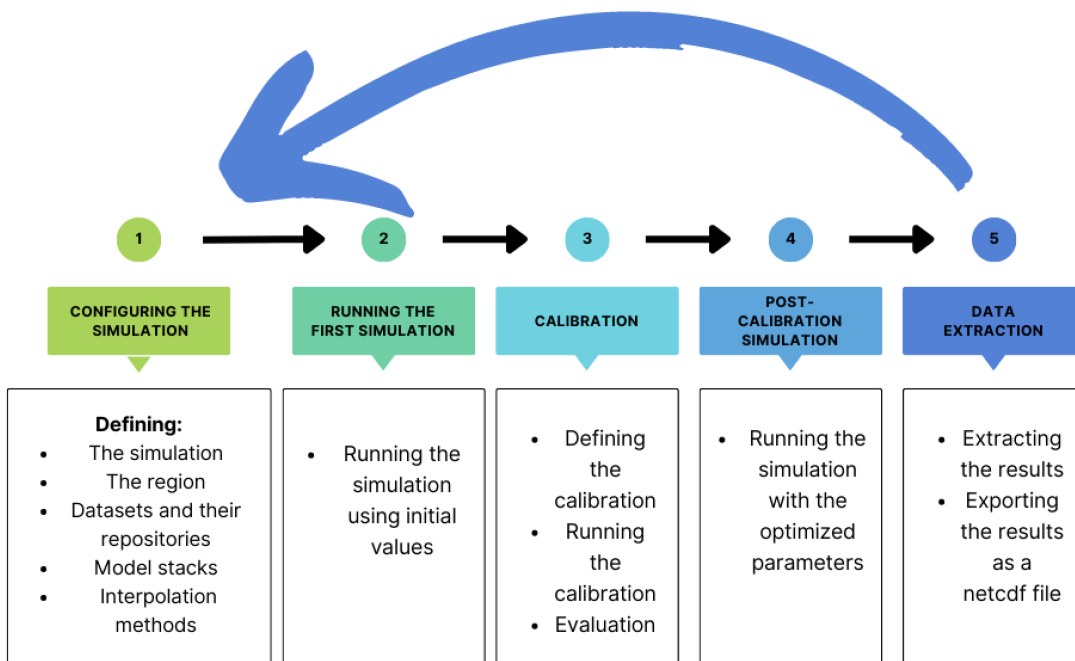 1
2
3
4
5
CONFIGURING THE
SIMULATION
RUNNING THE
FIRST SIMULATION
CALIBRATION
POST-
CALIBRATION
SIMULATION
DATA
EXTRACTION
Defining:
• The simulation
• The region
• Datasets and their
repositories
• Model stacks
• Interpolation
methods
• Running the
simulation
using initial
values
• Defining
the
calibration
• Running
the
calibration
• Evaluation
• Running the
simulation
with the
optimized
parameters
• Extracting
the results
• Exporting
the results
as a
netcdf file